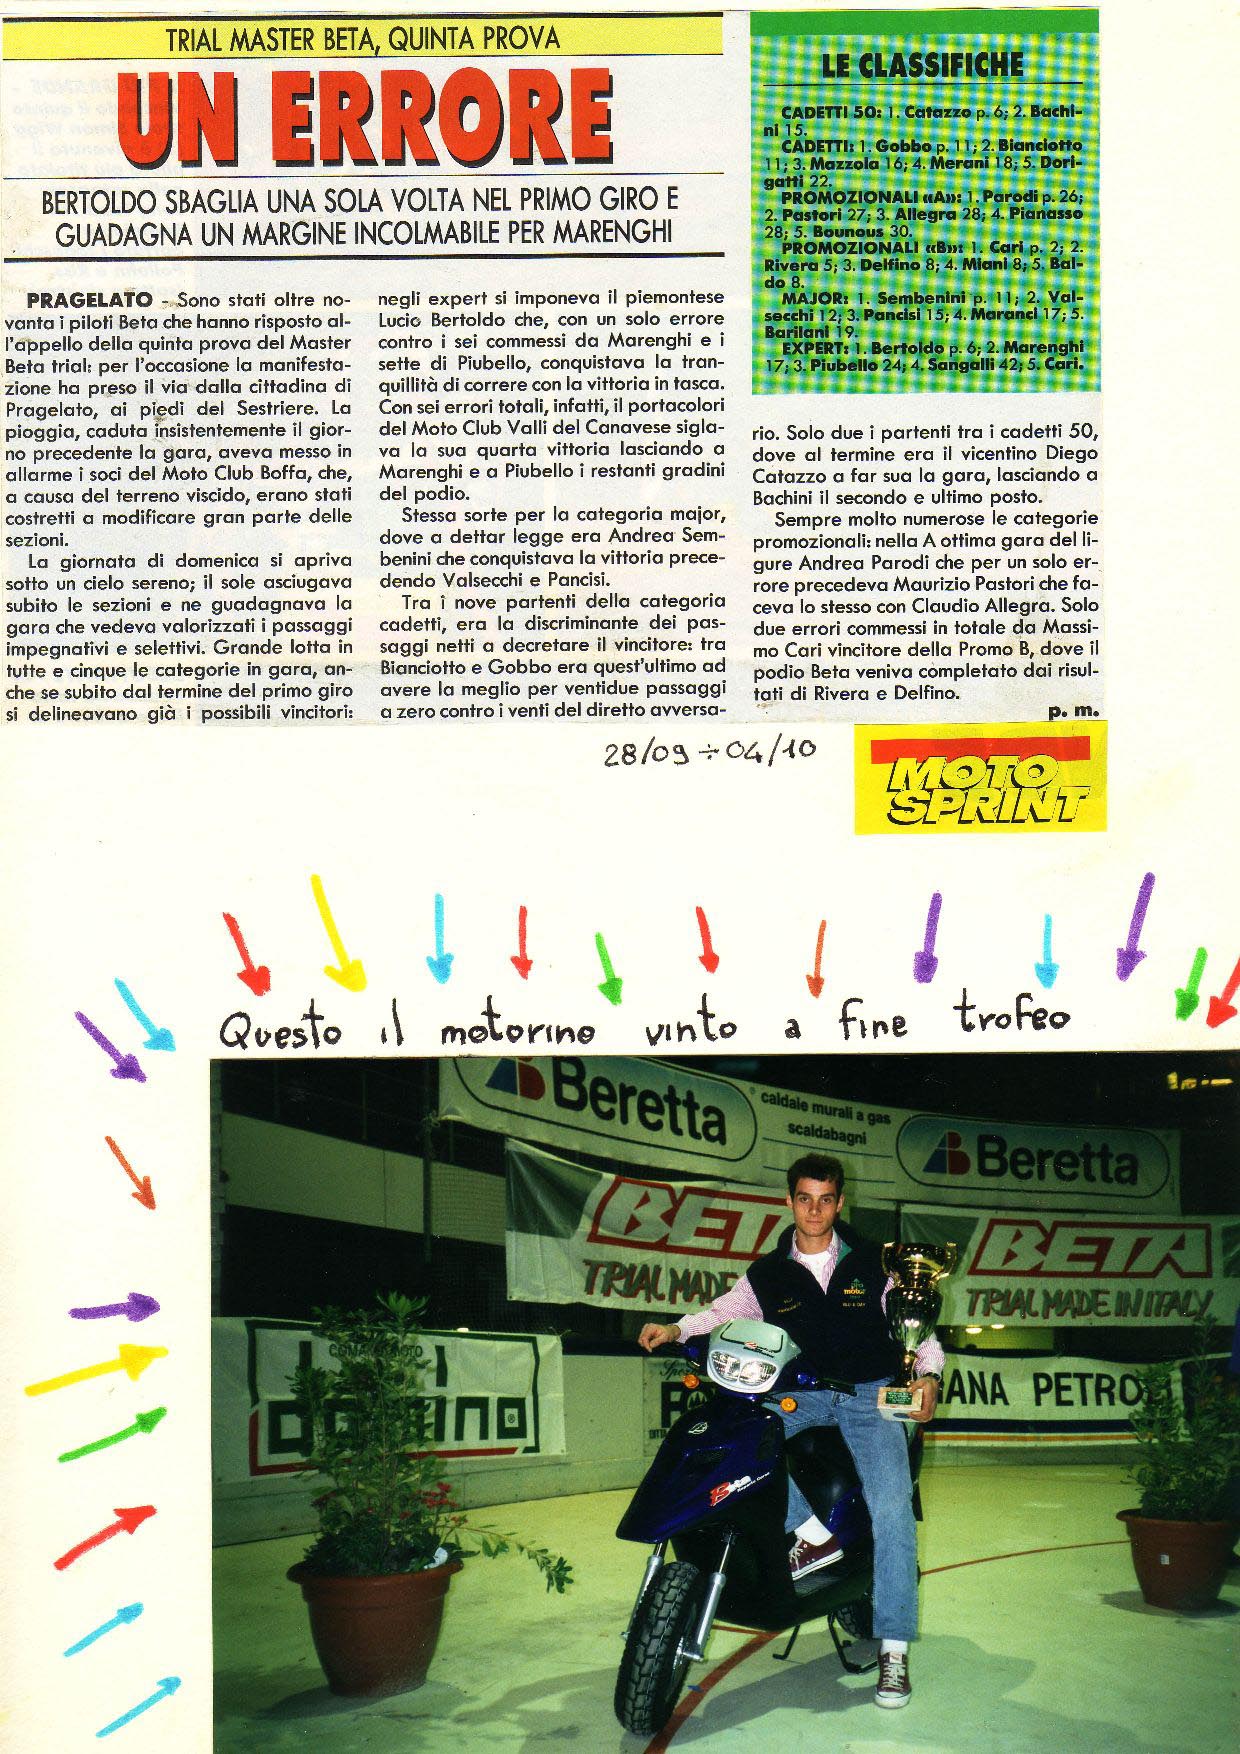 TRIAL MASTER BETA, QUINTA PROVA
UN ERRORE
BERTOLDO SBAGLIA UNA SOLA VOLTA NEL PRIMO GIRO E
GUADAGNA UN MARGINE INCOLMABILE PER MARENGHI
PRAGELATO - Sono stati oltre no-
vanta i piloti Beta che hanno risposto al-
l'appello della quinta prova del Master
Beta trial: per l'occasione la manifesta-
zione ha preso il via dalla cittadina di
Pragelato, ai piedi del Sestriere. La
pioggia, caduta insistentemente il gior-
no precedente la gara, aveva messo in
allarme i soci del Moto Club Boffa, che,
a causa del terreno viscido, erano stati
costretti a modificare gran parte delle
sezioni.
La giornata di domenica si apriva
sotto un cielo sereno; il sole asciugava
subito le sezioni e ne guadagnava la
gara che vedeva valorizzati i passaggi
impegnativi e selettivi. Grande lotta in
tutte e cinque le categorie in gara, an-
che se subito dal termine del primo giro
si delineavano già i possibili vincitori:
negli expert si imponeva il piemontese
Lucio Bertoldo che, con un solo errore
contro i sei commessi da Marenghi e i
sette di Piubello, conquistava la tran-
quillità di correre con la vittoria in tasca.
Con sei errori totali, infatti, il portacolori
del Moto Club Valli del Canavese sigla-
va la sua quarta vittoria lasciando a
Marenghi e a Piubello i restanti gradini
del podio.
Stessa sorte per la categoria major,
dove a dettar legge era Andrea Sem-
benini che conquistava la vittoria prece-
dendo Valsecchi e Pancisi.
Tra i nove partenti della categoria
cadetti, era la discriminante dei pas-
saggi netti a decretare il vincitore: tra
Bianciotto e Gobbo era quest'ultimo ad
avere la meglio per ventidue passaggi
a zero contro i venti del diretto avversa-
LE CLASSIFICHE
CADETTI 50: 1. Catazzo p. 6; 2. Bachi-
ni 15.
CADETTI: 1. Gobbo p. 11; 2. Bianciotto
11; 3. Mazzola 16; 4. Merani 18; 5. Dori-
gatti 22.
PROMOZIONALI «A»: 1. Parodi p. 26;
2. Pastori 27; 3. Allegra 28; 4. Pianasso
28; 5. Bounous 30.
PROMOZIONALI «B»: 1. Cari p. 2; 2.
Rivera 5; 3. Delfino 8; 4. Miani 8; 5. Bal-
do 8.
MAJOR: 1. Sembenini p. 11; 2. Val-
secchi 12; 3. Pancisi 15; 4. Maranci 17; 5.
Barilani 19.
EXPERT: 1. Bertoldo p. 6; 2. Marenghi
17; 3. Piubello 24; 4. Sangalli 42; 5. Cari.
rio. Solo due i partenti tra i cadetti 50,
dove al termine era il vicentino Diego
Catazzo a far sua la gara, lasciando a
Bachini il secondo e ultimo posto.
Sempre molto numerose le categorie
promozionali: nella A ottima gara del li-
gure Andrea Parodi che per un solo er-
rore precedeva Maurizio Pastori che fa-
ceva lo stesso con Claudio Allegra. Solo
due errori commessi in totale da Massi-
mo Cari vincitore della Promo B, dove il
podio Beta veniva completato dai risul-
tati di Rivera e Delfino.
p. m.
28/09 ÷ 04/10
MOTO
SPRINT
Questo il motorino vinto a fine trofeo
Beretta
caldaie murali a gas
scaldabagni
Beretta
BETA
TRIAL MADE
BETA
TRIAL MADE IN ITALY
domino
IANA PETROL